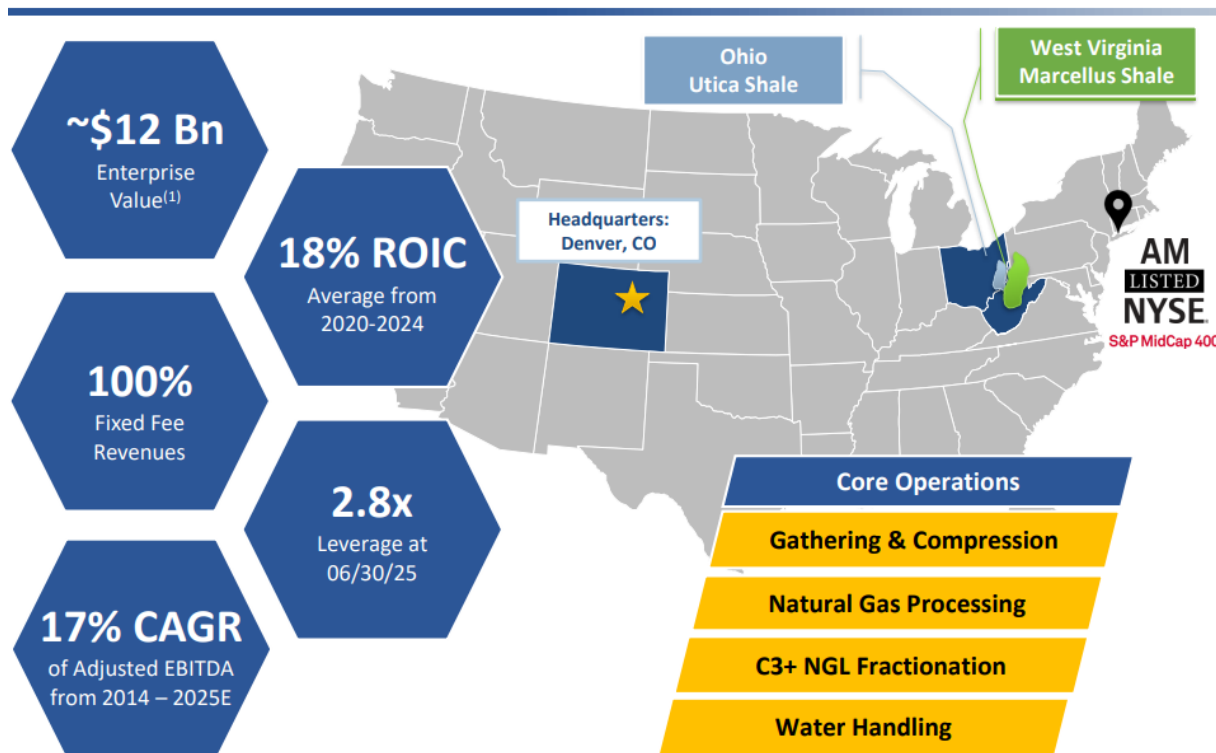 ~$12 Bn
Enterprise
Value(1)
18% ROIC
Average from
2020-2024
100%
Fixed Fee
Revenues
2.8x
Leverage at
06/30/25
17% CAGR
of Adjusted EBITDA
from 2014 – 2025E
Ohio
Utica Shale
West Virginia
Marcellus Shale
Headquarters:
Denver, CO
AM
LISTED
NYSE.
S&P MidCap 400
Core Operations
Gathering & Compression
Natural Gas Processing
C3+ NGL Fractionation
Water Handling